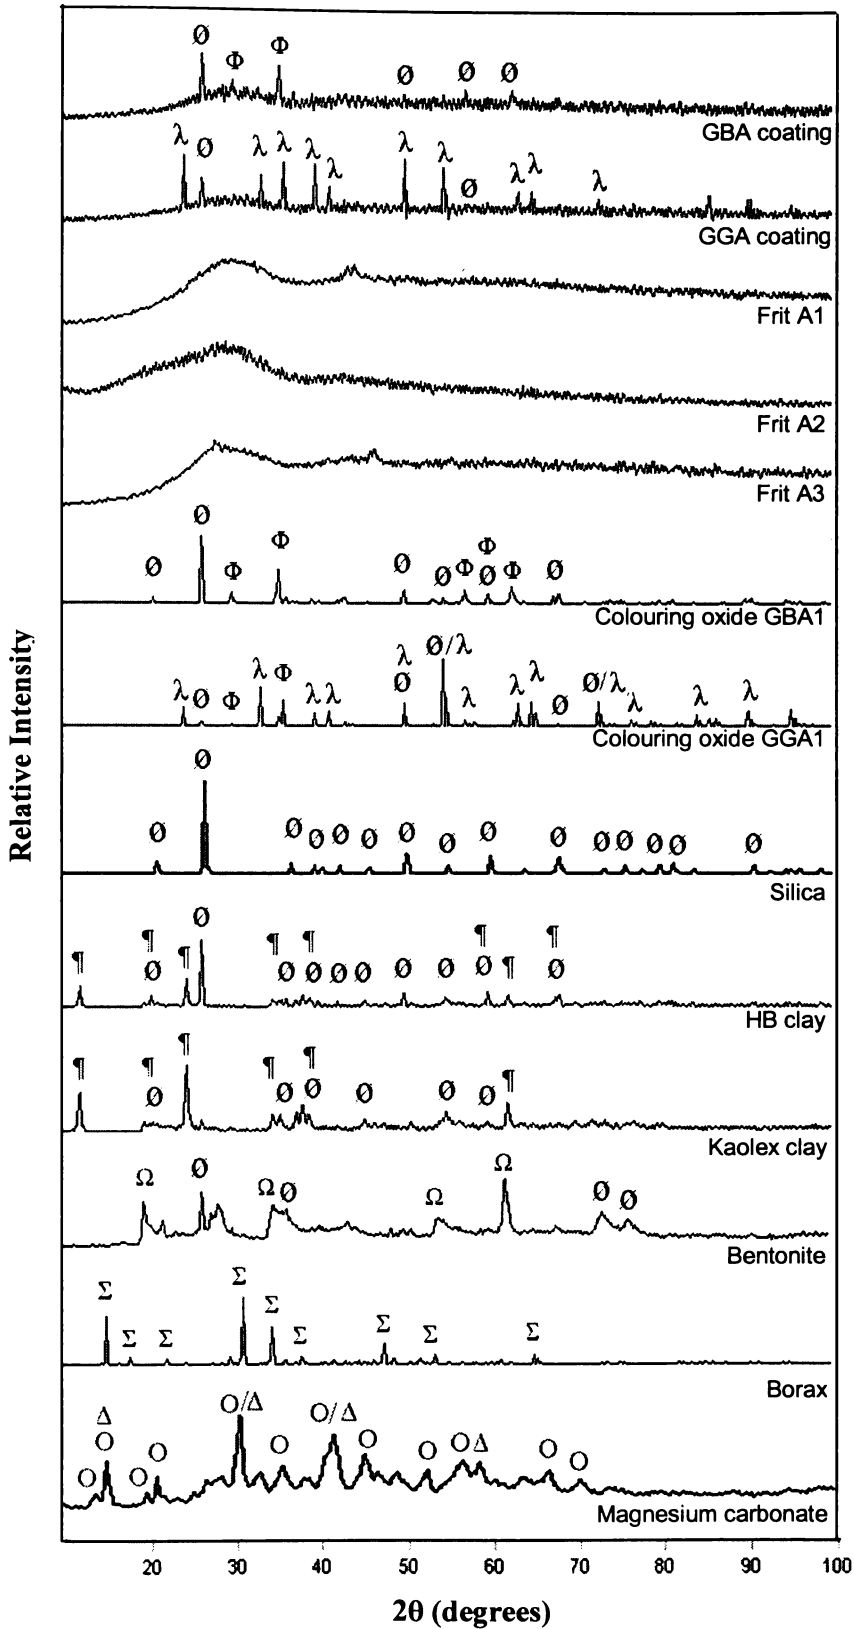 Ø
Φ Φ
Ø Ø Ø
GBA coating
λ Ø λ λ λ λ λ λ Ø λ λ λ
GGA coating
Frit A1
Frit A2
Frit A3
Ø
Φ Φ
Ø Φ Φ Ø Ø Φ Ø Φ Ø
Colouring oxide GBA1
λ Ø/λ
λ Ø Φ λ Φ λ λ Ø λ λ λ Ø Ø/λ λ λ λ
Colouring oxide GGA1
Ø
Ø Ø Ø Ø Ø Ø Ø Ø Ø Ø Ø Ø Ø Ø
Silica
Ø
¶ ¶ ¶ ¶ ¶ ¶ ¶
Ø Ø Ø Ø Ø Ø Ø Ø ¶ Ø
HB clay
¶ ¶ ¶ ¶ ¶
Ø Ø Ø Ø Ø Ø ¶
Kaolex clay
Ω Ø Ω Ø Ω Ω Ø Ø
Bentonite
Σ Σ Σ Σ Σ Σ Σ Σ Σ
Borax
Δ O/Δ O/Δ
O O O O O O O O Δ O O
Magnesium carbonate
Relative Intensity
20 30 40 50 60 70 80 90 100
2θ (degrees)